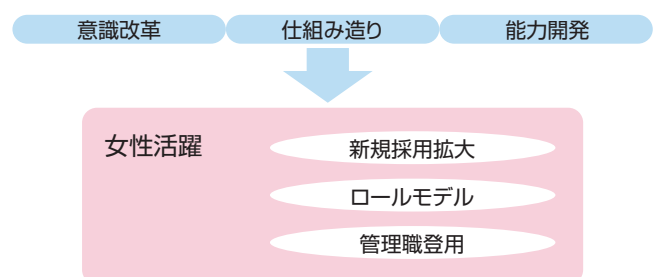 意識改革 仕組み造り 能力開発
女性活躍
新規採用拡大
ロールモデル
管理職登用